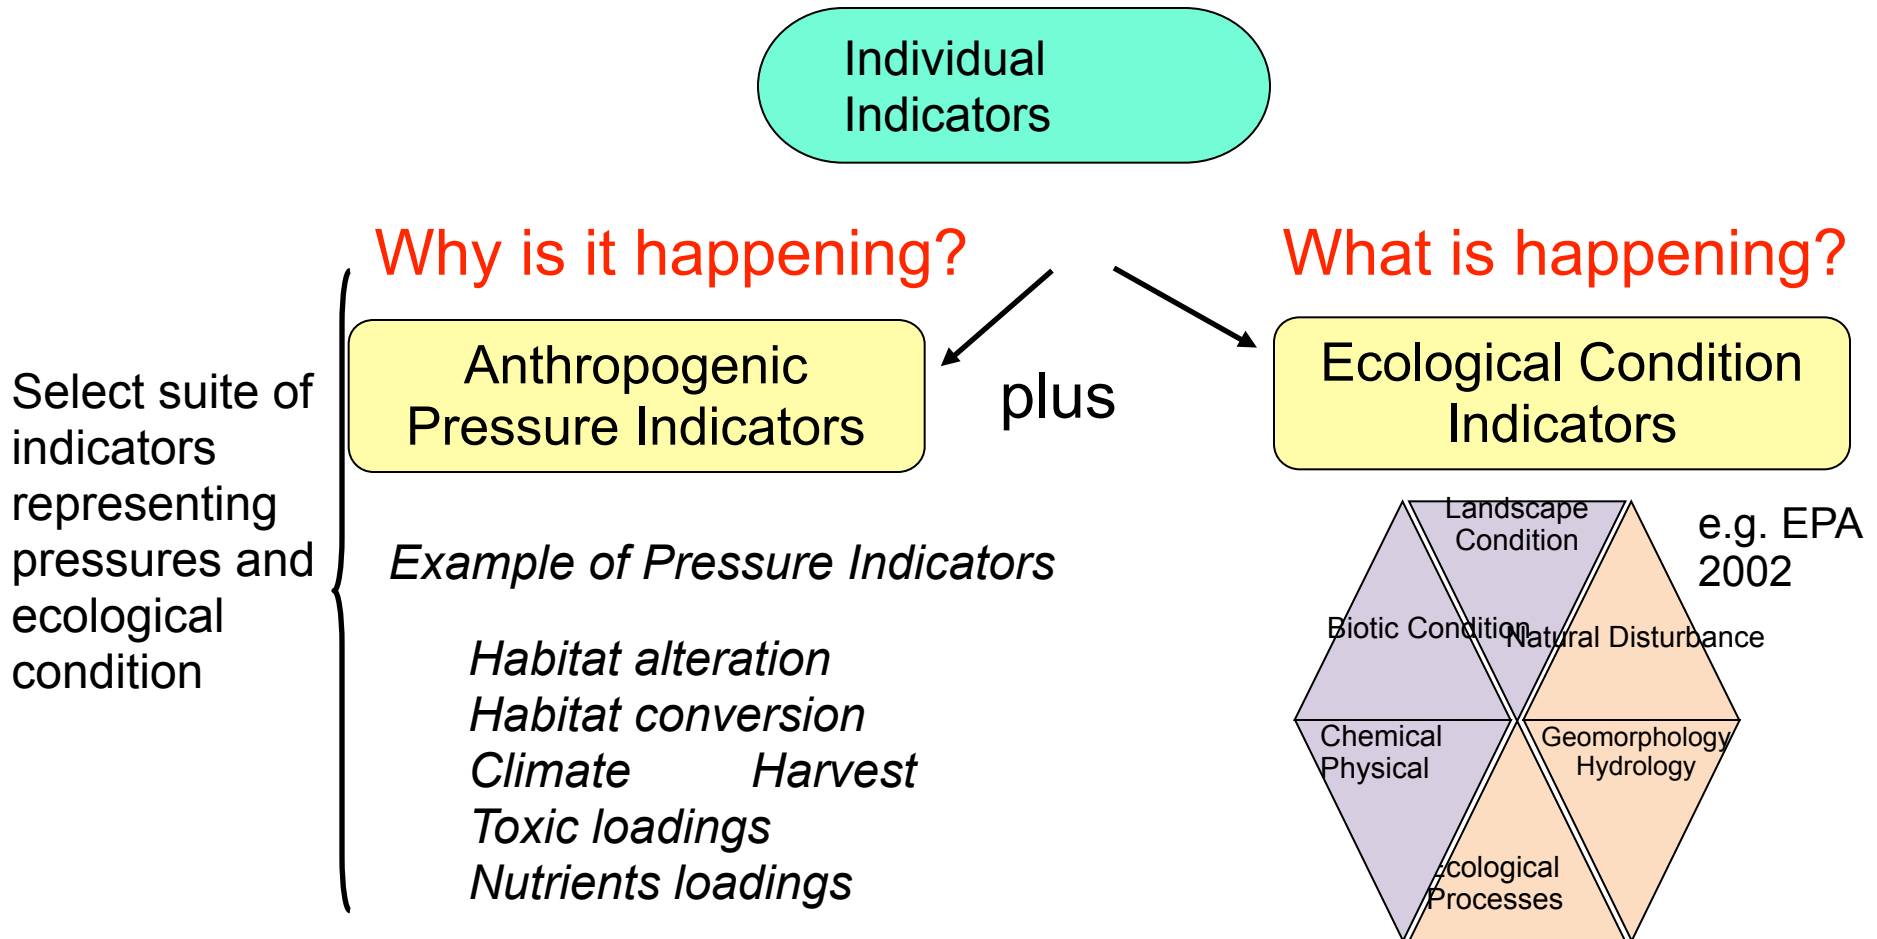 Individual
Indicators
Why is it happening?
What is happening?
Select suite of
indicators
representing
pressures and
ecological
condition
Anthropogenic
Pressure Indicators
plus
Ecological Condition
Indicators
Example of Pressure Indicators
Habitat alteration
Habitat conversion
Climate Harvest
Toxic loadings
Nutrients loadings
e.g. EPA
2002
Landscape
Condition
Biotic Condition
Natural Disturbance
Chemical
Physical
Geomorphology
Hydrology
Ecological
Processes